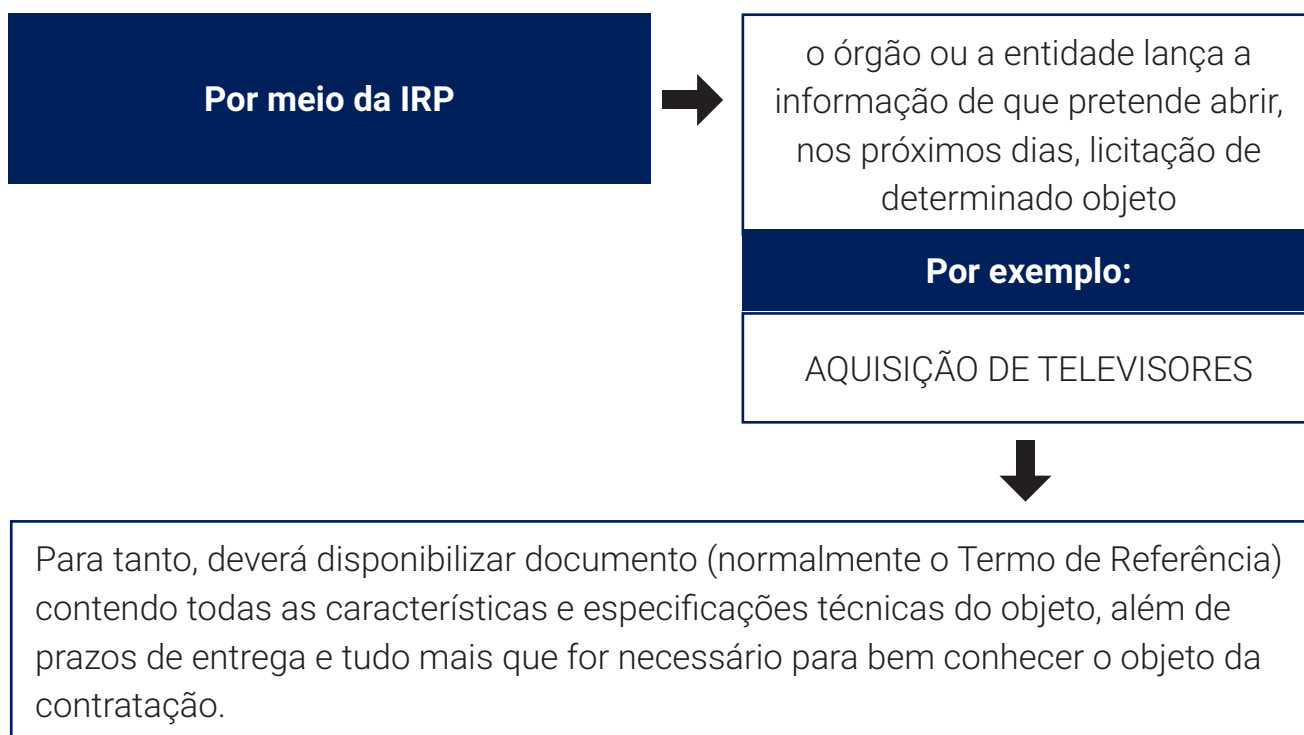 Por meio da IRP
o órgão ou a entidade lança a
informação de que pretende abrir,
nos próximos dias, licitação de
determinado objeto
Por exemplo:
AQUISIÇÃO DE TELEVISORES
Para tanto, deverá disponibilizar documento (normalmente o Termo de Referência)
contendo todas as características e especificações técnicas do objeto, além de
prazos de entrega e tudo mais que for necessário para bem conhecer o objeto da
contratação.